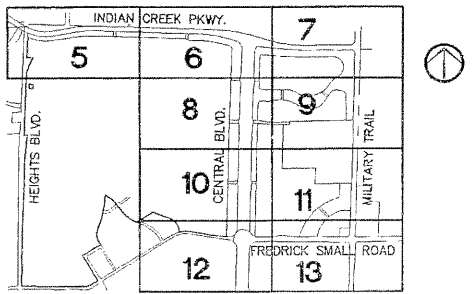 INDIAN CREEK PKWY.
7
5
6
8
9
HEIGHTS BLVD.
CENTRAL BLVD.
MILITARY TRAIL
10
11
FREDRICK SMALL ROAD
12
13